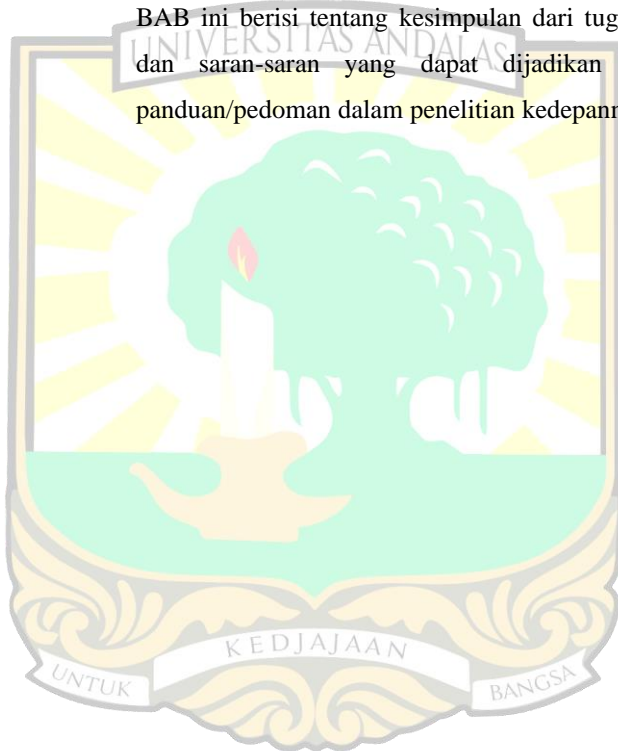 BAB ini berisi tentang kesimpulan dari tug
dan saran-saran yang dapat dijadikan
panduan/pedoman dalam penelitian kedepann
UNIVERSITAS ANDALAS
KEDJAJAAN
UNTUK
BANGSA